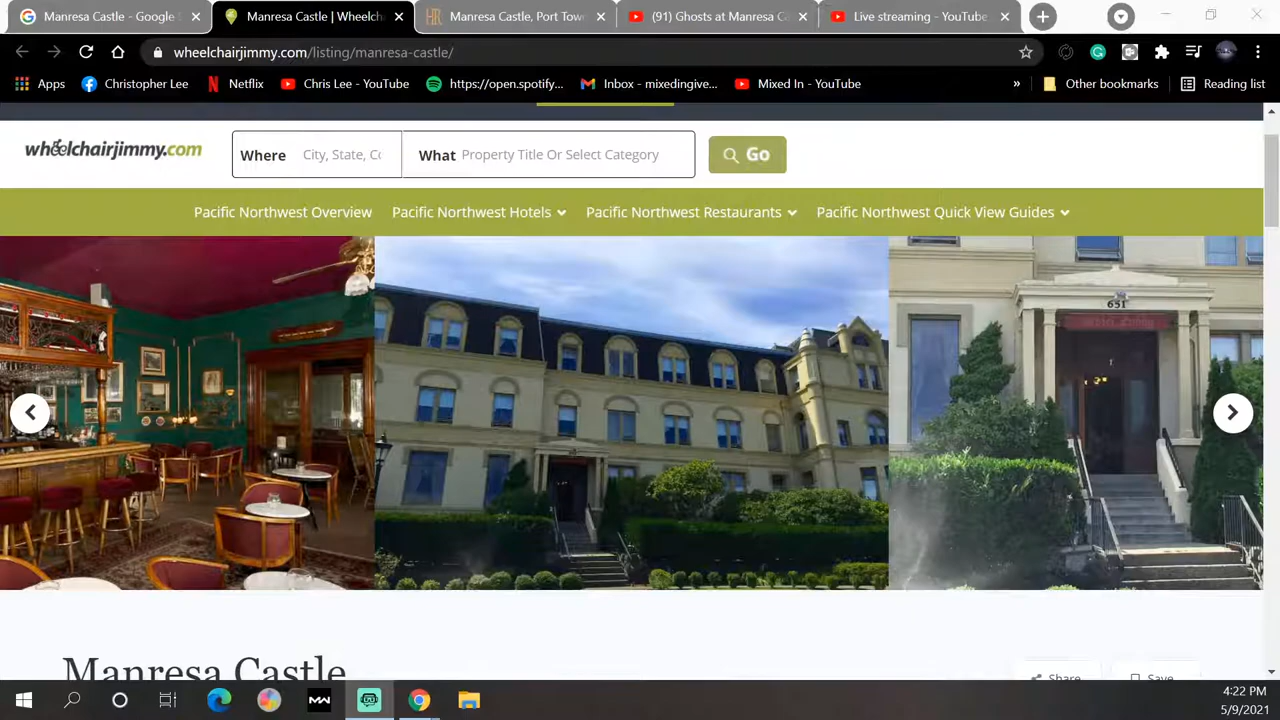 Manresa Castle - Google
Manresa Castle | Wheelch
Manresa Castle, Port Town
(91) Ghosts at Manresa C
Live streaming - YouTube
wheelchairjimmy.com/listing/manresa-castle/
Apps
Christopher Lee
Netflix
Chris Lee - YouTube
https://open.spotify...
Inbox - mixedingive...
Mixed In - YouTube
»
Other bookmarks
Reading list
wheelchairjimmy.com
Where City, State, Co
What Property Title Or Select Category
Go
Pacific Northwest Overview
Pacific Northwest Hotels
Pacific Northwest Restaurants
Pacific Northwest Quick View Guides
651
Manresa Castle
Share
Save
MW
4:22 PM
5/9/2021